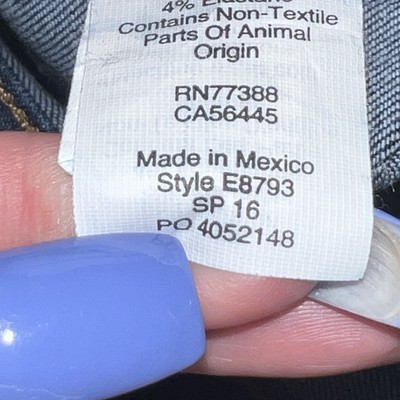 4% Elastane
Contains Non-Textile
Parts Of Animal
Origin
RN77388
CA56445
Made in Mexico
Style E8793
SP 16
PO 4052148